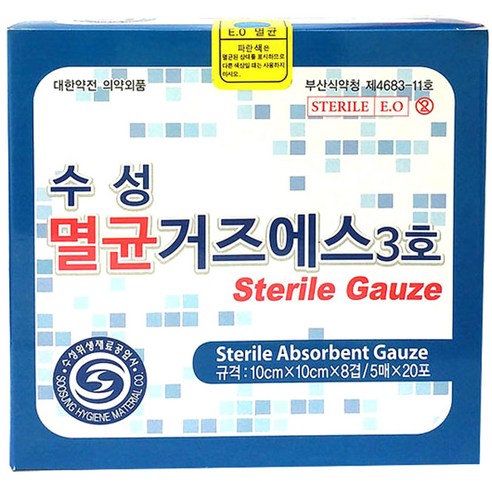 E.O 멸균
파란색은
멸균된 상태를 표시하므로
다른 색상일 때는 사용하지
마시오.
대한약전 의약외품
부산식약청 제4683-11호
STERILE E.O
수성
멸균거즈에스3호
Sterile Gauze
Sterile Absorbent Gauze
규격 : 10cm×10cm×8겹/5매×20포
수성위생재료공업사
SOOSUNG HYGIENE MATERIAL CO.